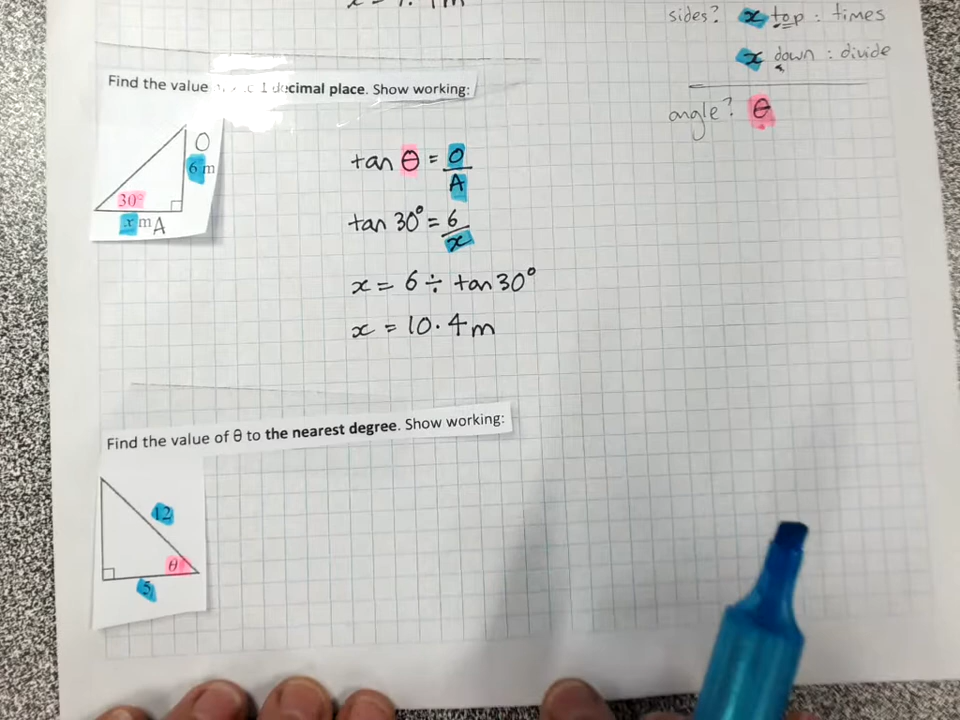 sides? x top : times
x down : divide
Find the value 1 decimal place. Show working:
angle? θ
O
6 m
30°
x m A
tan θ = O/A
tan 30° = 6/x
x = 6 ÷ tan 30°
x = 10.4 m
Find the value of θ to the nearest degree. Show working:
12
θ
5